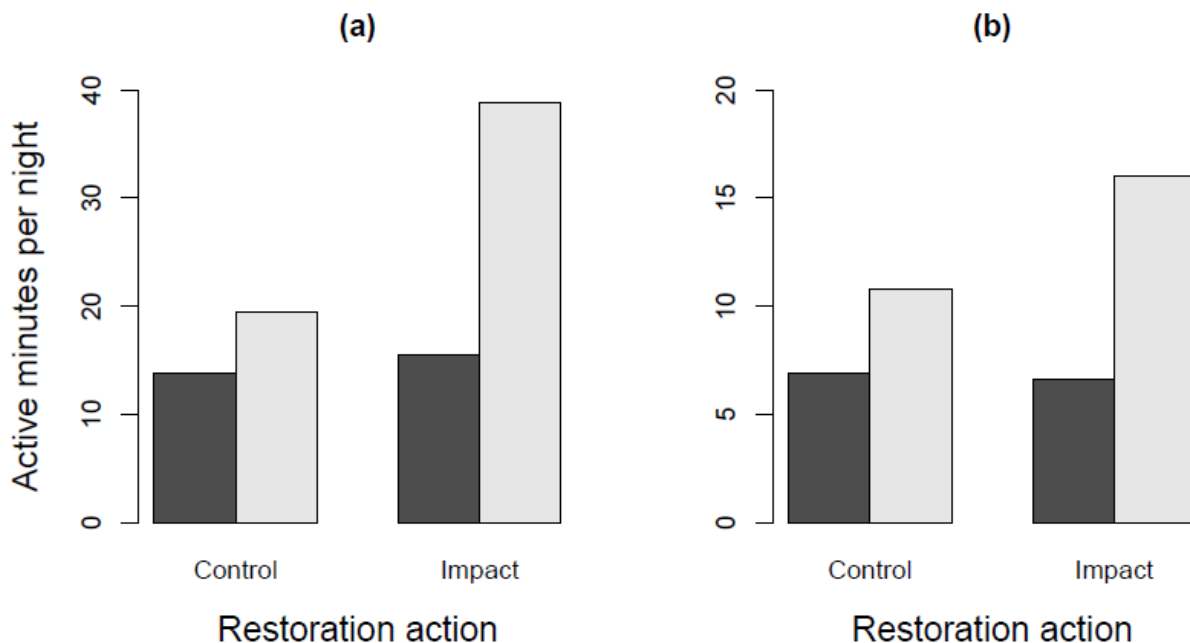 (a)
Active minutes per night
40
30
20
10
0
Control Impact
Restoration action
(b)
20
15
10
5
0
Control Impact
Restoration action